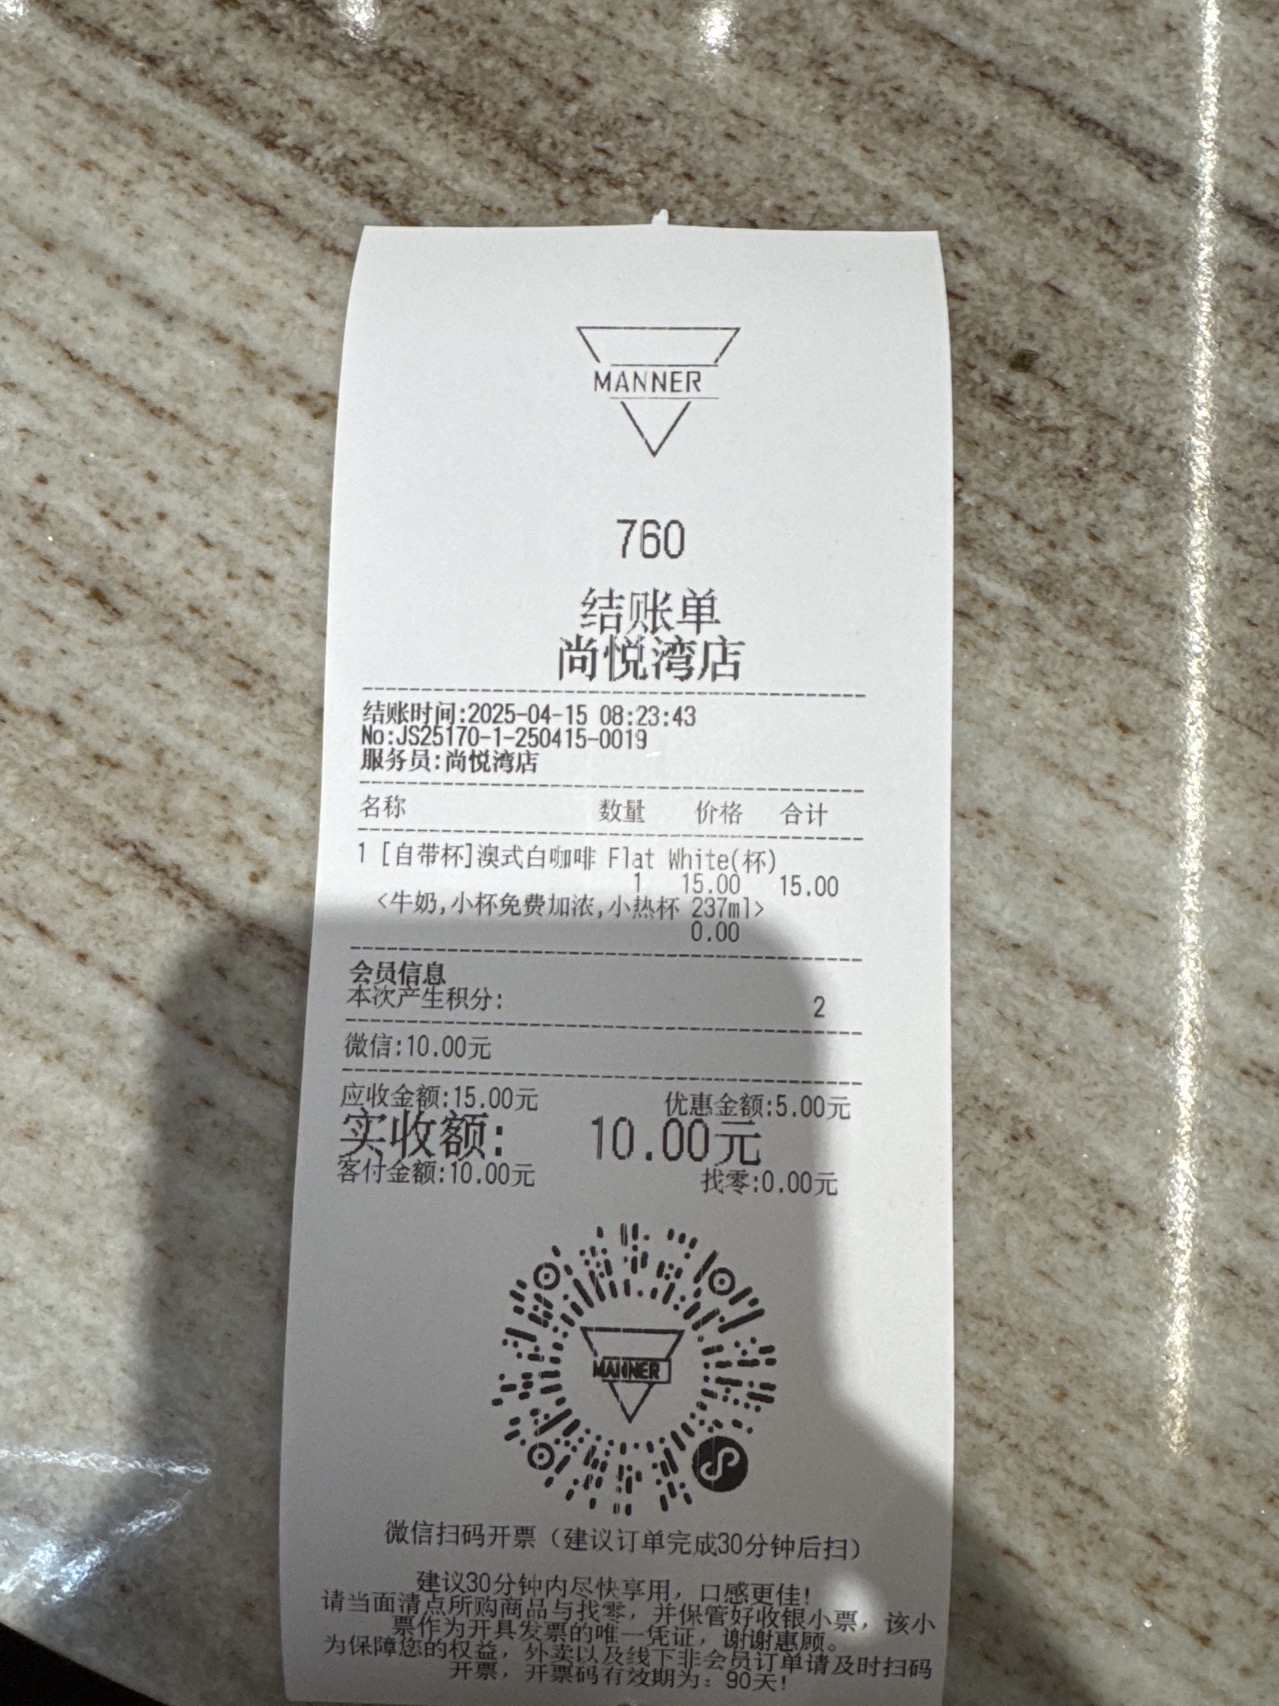 MANNER
760
结账单
尚悦湾店
结账时间:2025-04-15 08:23:43
No:JS25170-1-250415-0019
服务员:尚悦湾店
名称 数量 价格 合计
1 [自带杯]澳式白咖啡 Flat White(杯)
1 15.00 15.00
<牛奶,小杯免费加浓,小热杯 237ml>
0.00
会员信息
本次产生积分: 2
微信:10.00元
应收金额:15.00元 优惠金额:5.00元
实收额: 10.00元
客付金额:10.00元 找零:0.00元
MANNER
微信扫码开票（建议订单完成30分钟后扫）
建议30分钟内尽快享用，口感更佳!
请当面清点所购商品与找零，并保管好收银小票，该小
票作为开具发票的唯一凭证，谢谢惠顾。
为保障您的权益，外卖以及线下非会员订单请及时扫码
开票，开票码有效期为：90天!